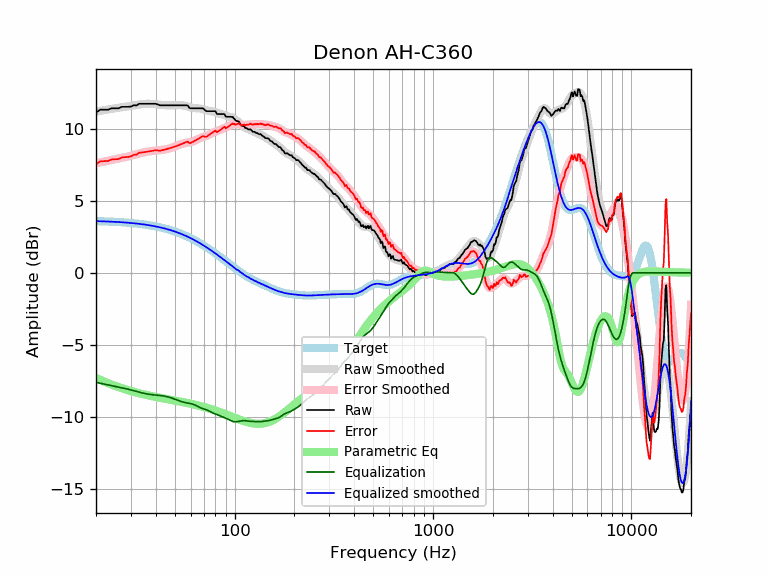 Denon AH-C360
Amplitude (dBr)
10
5
0
−5
−10
−15
Target
Raw Smoothed
Error Smoothed
Raw
Error
Parametric Eq
Equalization
Equalized smoothed
100
1000
10000
Frequency (Hz)